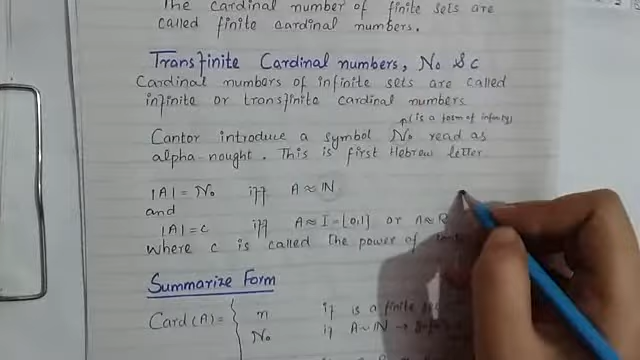 The cardinal number of finite sets are
called finite cardinal numbers.
Transfinite Cardinal numbers, ℵ₀ & c
Cardinal numbers of infinite sets are called
infinite or transfinite cardinal numbers
(is a form of infinity)
Cantor introduce a symbol ℵ₀ read as
alpha-nought. This is first Hebrew letter
|A| = ℵ₀ iff A ≈ ℕ
and
|A| = c iff A ≈ I = [0,1] or A ≈ R
where c is called the power of
Summarize Form
Card (A) = { n if is a finite
ℵ₀ if A ~ ℕ →